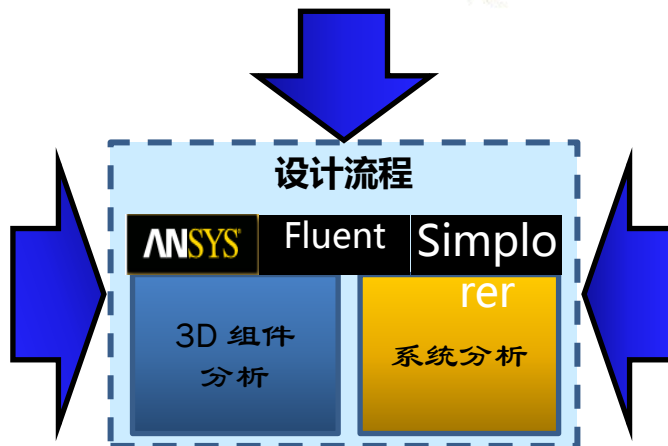 设计流程
ANSYS
Fluent
Simplo
rer
3D 组件
分析
系统分析